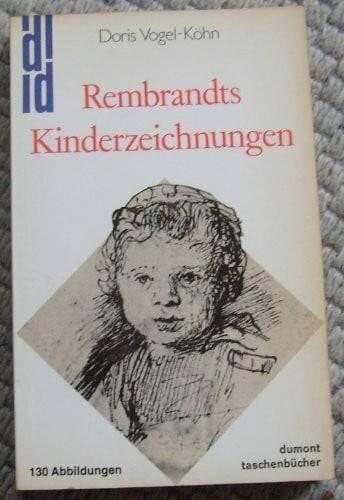 Doris Vogel-Köhn
Rembrandts
Kinderzeichnungen
130 Abbildungen
dumont
taschenbücher